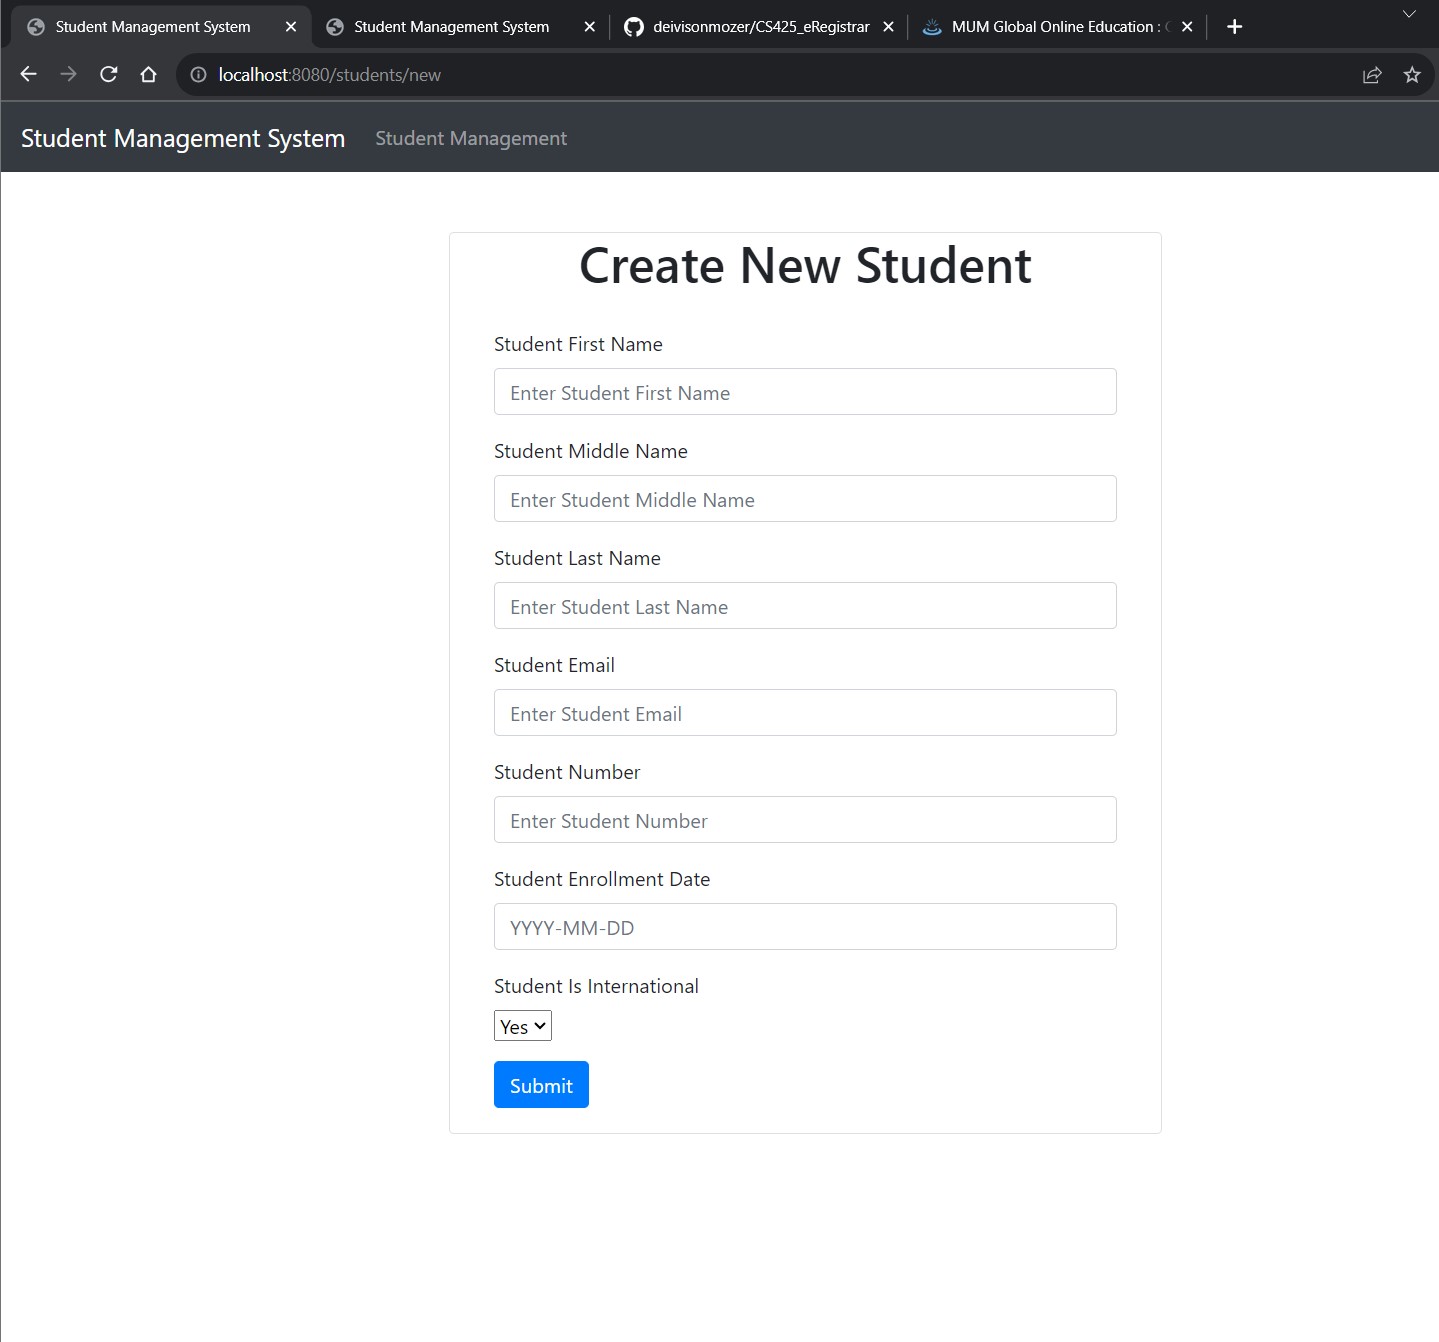 Student Management System
Student Management System
deivisonmozer/CS425_eRegistrar
MUM Global Online Education :
localhost:8080/students/new
Student Management System Student Management
Create New Student
Student First Name
Enter Student First Name
Student Middle Name
Enter Student Middle Name
Student Last Name
Enter Student Last Name
Student Email
Enter Student Email
Student Number
Enter Student Number
Student Enrollment Date
YYYY-MM-DD
Student Is International
Yes
Submit